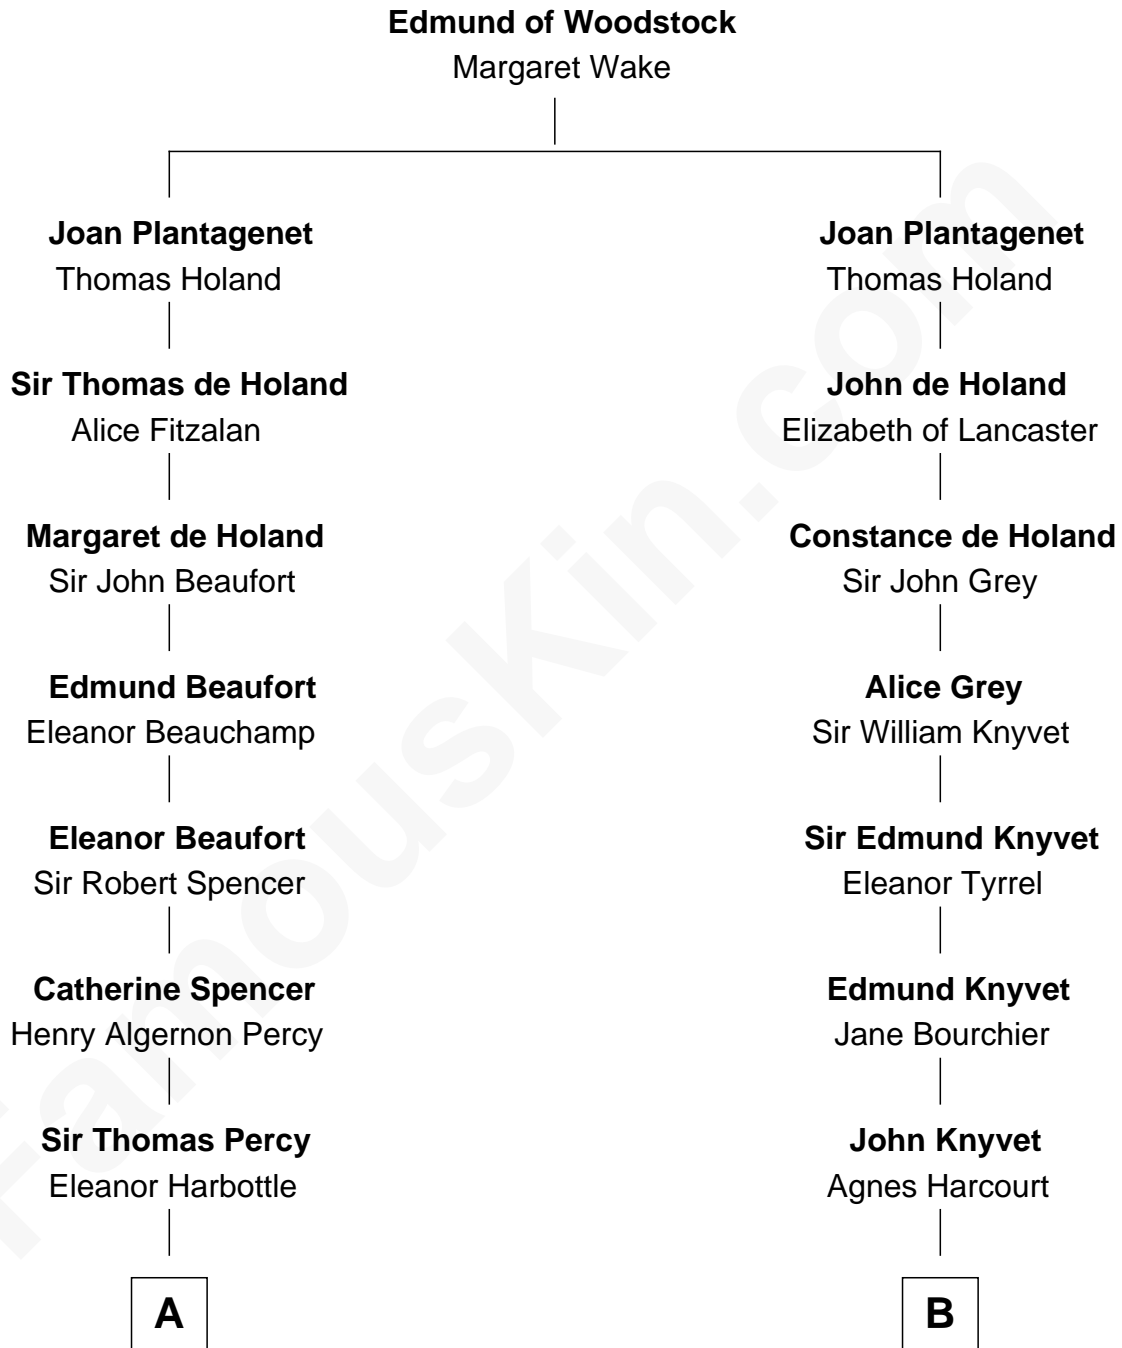 Edmund of Woodstock
Margaret Wake
Joan Plantagenet
Thomas Holand
Sir Thomas de Holand
Alice Fitzalan
Margaret de Holand
Sir John Beaufort
Edmund Beaufort
Eleanor Beauchamp
Eleanor Beaufort
Sir Robert Spencer
Catherine Spencer
Henry Algernon Percy
Sir Thomas Percy
Eleanor Harbottle
A
Joan Plantagenet
Thomas Holand
John de Holand
Elizabeth of Lancaster
Constance de Holand
Sir John Grey
Alice Grey
Sir William Knyvet
Sir Edmund Knyvet
Eleanor Tyrrel
Edmund Knyvet
Jane Bourchier
John Knyvet
Agnes Harcourt
B
FamousKin.com